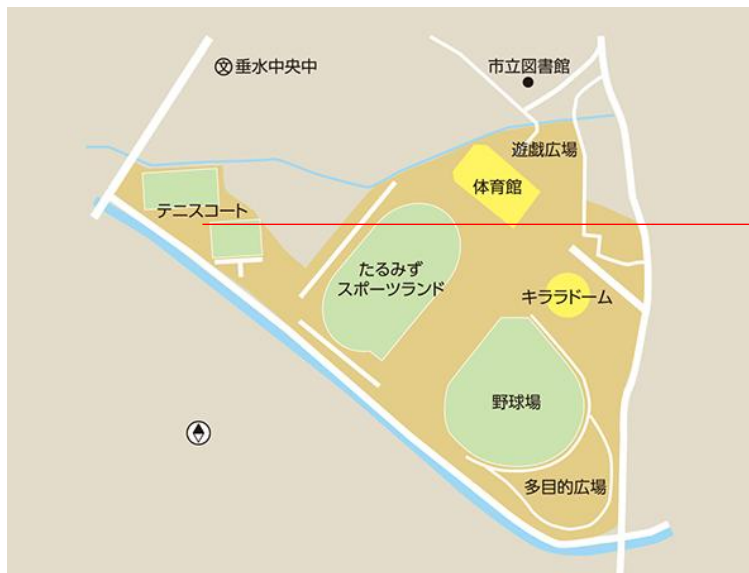 文垂水中央中
市立図書館
遊戯広場
体育館
テニスコート
たるみず
スポーツランド
キララドーム
野球場
多目的広場